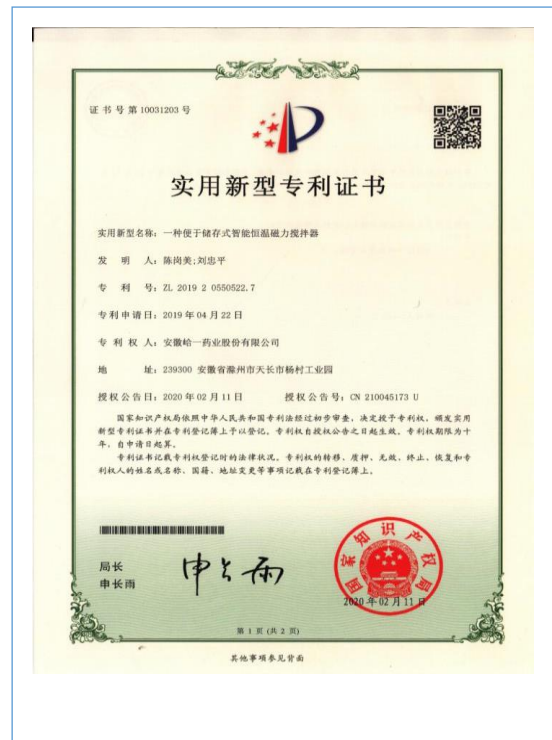 证书号第10031203号
实用新型专利证书
实用新型名称：一种便于储存式智能恒温磁力搅拌器
发明人：陈岗美;刘忠平
专利号：ZL 2019 2 0550522.7
专利申请日：2019年04月22日
专利权人：安徽哈一药业股份有限公司
地址：239300 安徽省滁州市天长市杨村工业园
授权公告日：2020年02月11日 授权公告号：CN 210045173 U
国家知识产权局依照中华人民共和国专利法经过初步审查，决定授予专利权，颁发实用
新型专利证书并在专利登记簿上予以登记。专利权自授权公告之日起生效。专利权期限为十
年，自申请日起算。
专利证书记载专利权登记时的法律状况。专利权的转移、质押、无效、终止、恢复和专
利权人的姓名或名称、国籍、地址变更等事项记载在专利登记簿上。
局长
申长雨
申长雨
国家知识产权局
2020年02月11日
第1页(共2页)
其他事项参见背面